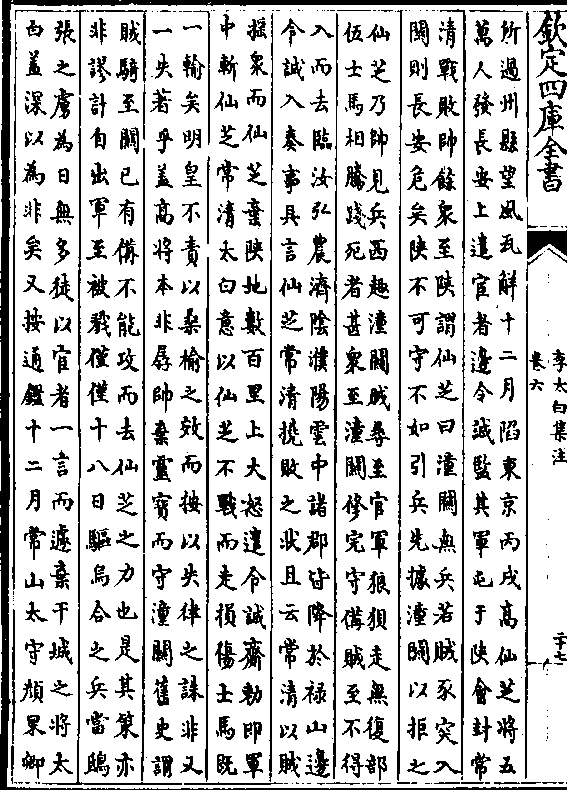 欽定四庫全書
李太白集注
卷六
二十七
所過州縣望風瓦解十二月陷東京丙戌高仙芝將五
萬人發長安上遣宦者邊令誠監其軍屯于陜會封常
清戰敗帥餘衆至陜謂仙芝曰潼關無兵若賊豕突入
關則長安危矣陜不可守不如引兵先據潼關以拒之
仙芝乃帥見兵西趣潼關賊尋至官軍狼狽走無復部
伍士馬相騰踐死者甚衆至潼關修完守備賊至不得
入而去臨汝弘農濟陰濮陽雲中諸郡皆降於禄山邊
令誠入奏事具言仙芝常清撓敗之狀且云常清以賊
揺衆而仙芝棄陜地數百里上大怒遣令誠齎勅即軍
中斬仙芝常清太白意以仙芝不戰而走損傷士馬既
一輸矣明皇不責以桑榆之效而按以失律之誅非又
一失著乎蓋高將本非辱帥棄靈寳而守潼關舊史謂
賊騎至關已有備不能攻而去仙芝之力也是其策亦
非謬計自出軍至被戮僅僅十八日驅烏合之兵當鴟
張之虜為日無多徒以宦者一言而遽棄干城之將太
白蓋深以為非矣又按通鑑十二月常山太守顔杲卿